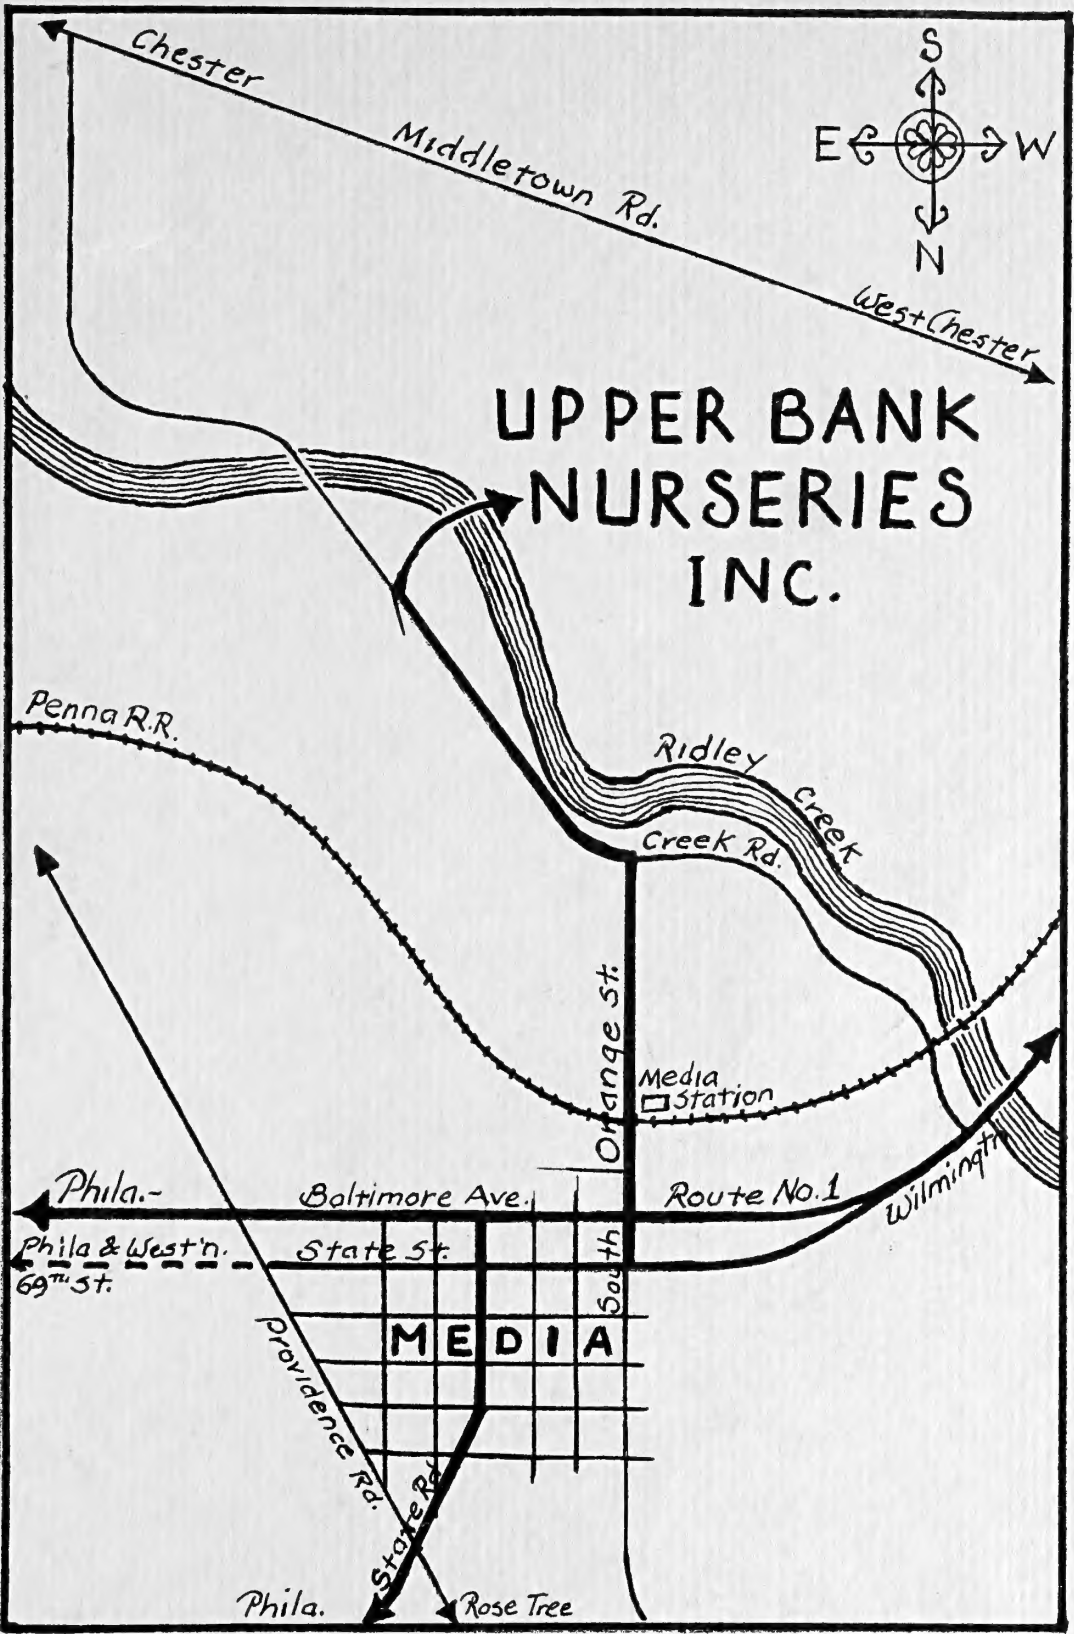 S
E W
N
Chester
Middletown Rd.
West Chester
UPPER BANK
NURSERIES
INC.
Penna R.R.
Ridley
Creek
Creek Rd.
South Orange St.
Media
Station
Phila.-
Baltimore Ave.
Route No.1
Wilmingt'n
Phila & West'n.
State St.
69TH St.
MEDIA
Providence Rd.
State Rd.
Phila.
Rose Tree